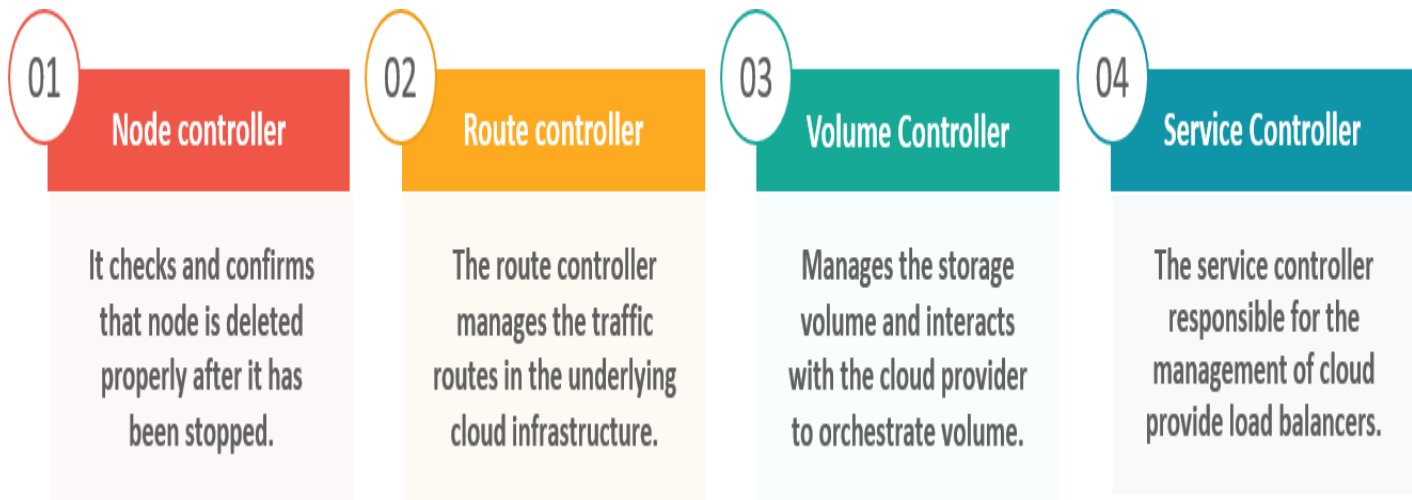 01
Node controller
It checks and confirms
that node is deleted
properly after it has
been stopped.
02
Route controller
The route controller
manages the traffic
routes in the underlying
cloud infrastructure.
03
Volume Controller
Manages the storage
volume and interacts
with the cloud provider
to orchestrate volume.
04
Service Controller
The service controller
responsible for the
management of cloud
provide load balancers.